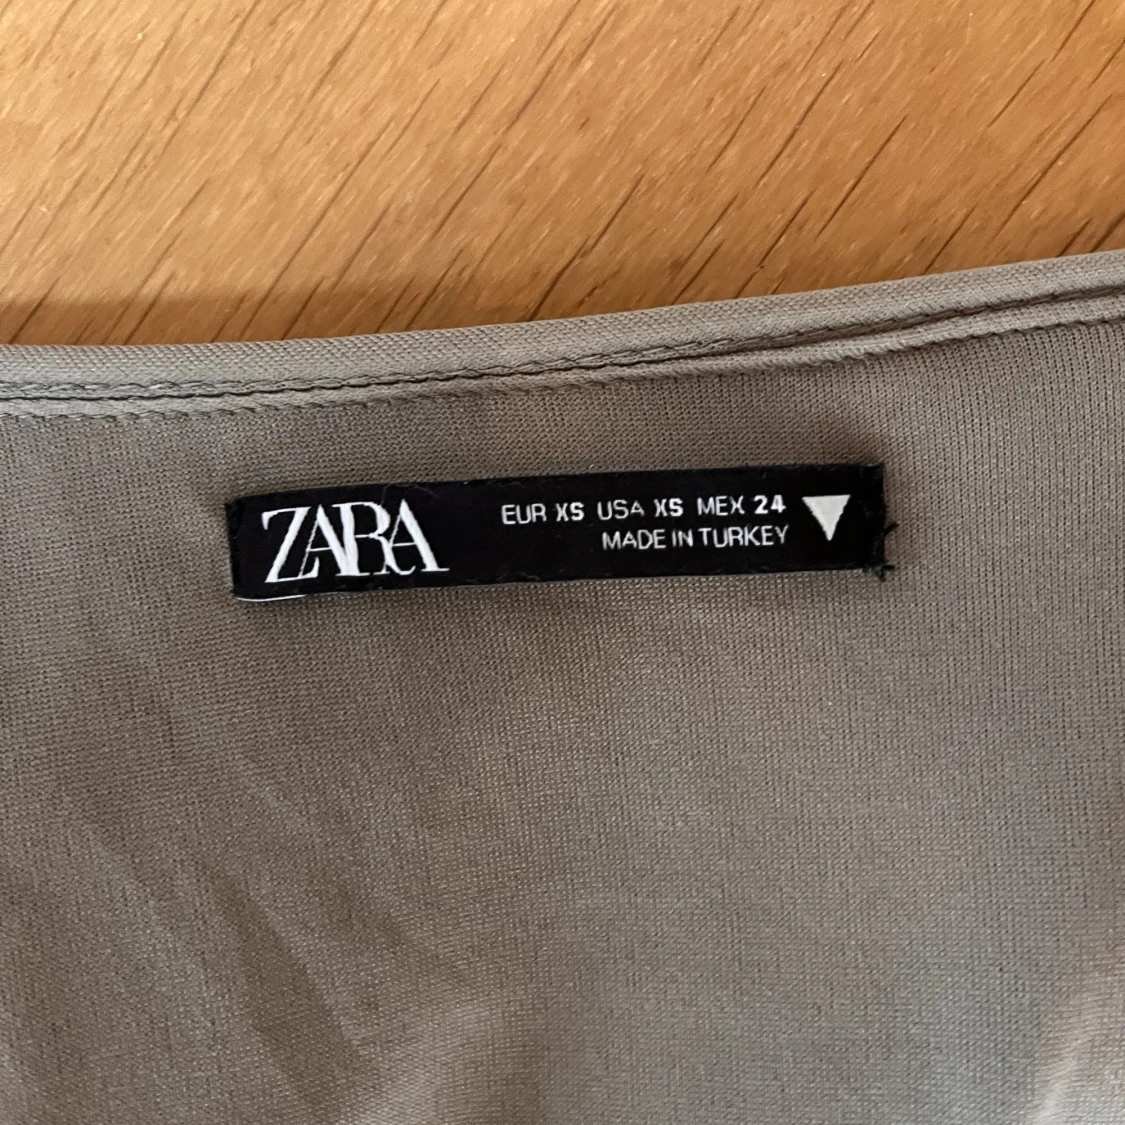 ZARA
EUR XS USA XS MEX 24
MADE IN TURKEY